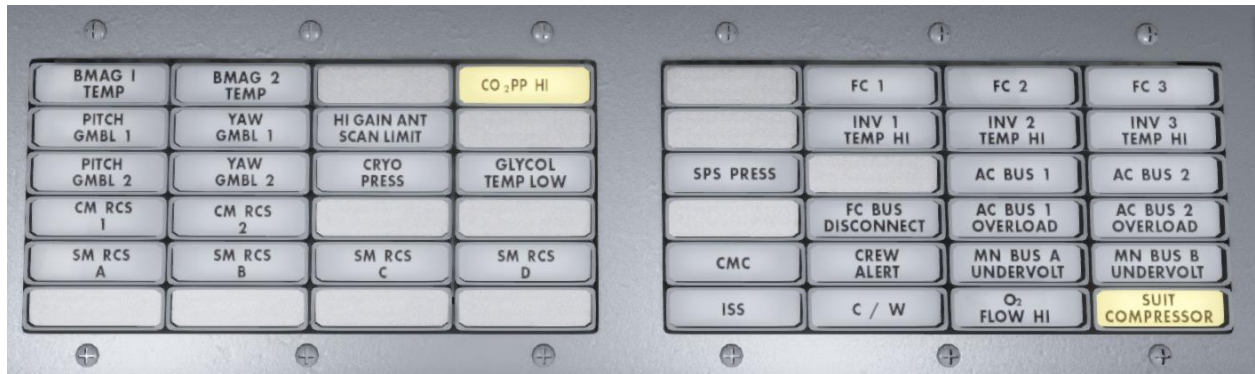 BMAG 1
TEMP
BMAG 2
TEMP
CO₂PP HI
FC 1
FC 2
FC 3
PITCH
GMBL 1
YAW
GMBL 1
HI GAIN ANT
SCAN LIMIT
INV 1
TEMP HI
INV 2
TEMP HI
INV 3
TEMP HI
PITCH
GMBL 2
YAW
GMBL 2
CRYO
PRESS
GLYCOL
TEMP LOW
SPS PRESS
AC BUS 1
AC BUS 2
CM RCS
1
CM RCS
2
FC BUS
DISCONNECT
AC BUS 1
OVERLOAD
AC BUS 2
OVERLOAD
SM RCS
A
SM RCS
B
SM RCS
C
SM RCS
D
CMC
CREW
ALERT
MN BUS A
UNDERVOLT
MN BUS B
UNDERVOLT
ISS
C / W
O₂
FLOW HI
SUIT
COMPRESSOR